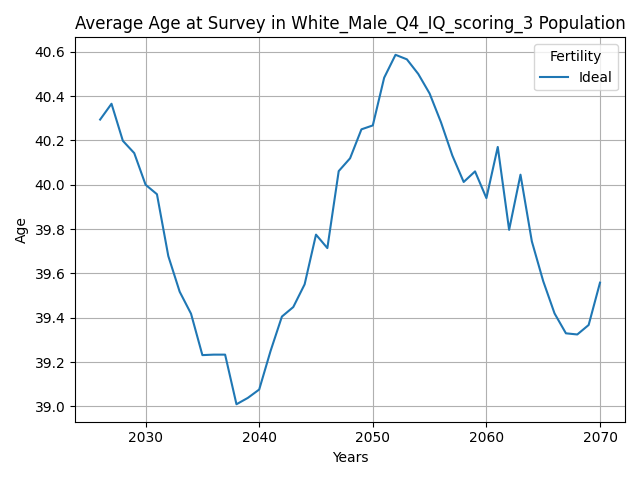 Average Age at Survey in White_Male_Q4_IQ_scoring_3 Population
Fertility
Ideal
40.6
40.4
40.2
40.0
39.8
39.6
39.4
39.2
39.0
Age
2030 2040 2050 2060 2070
Years